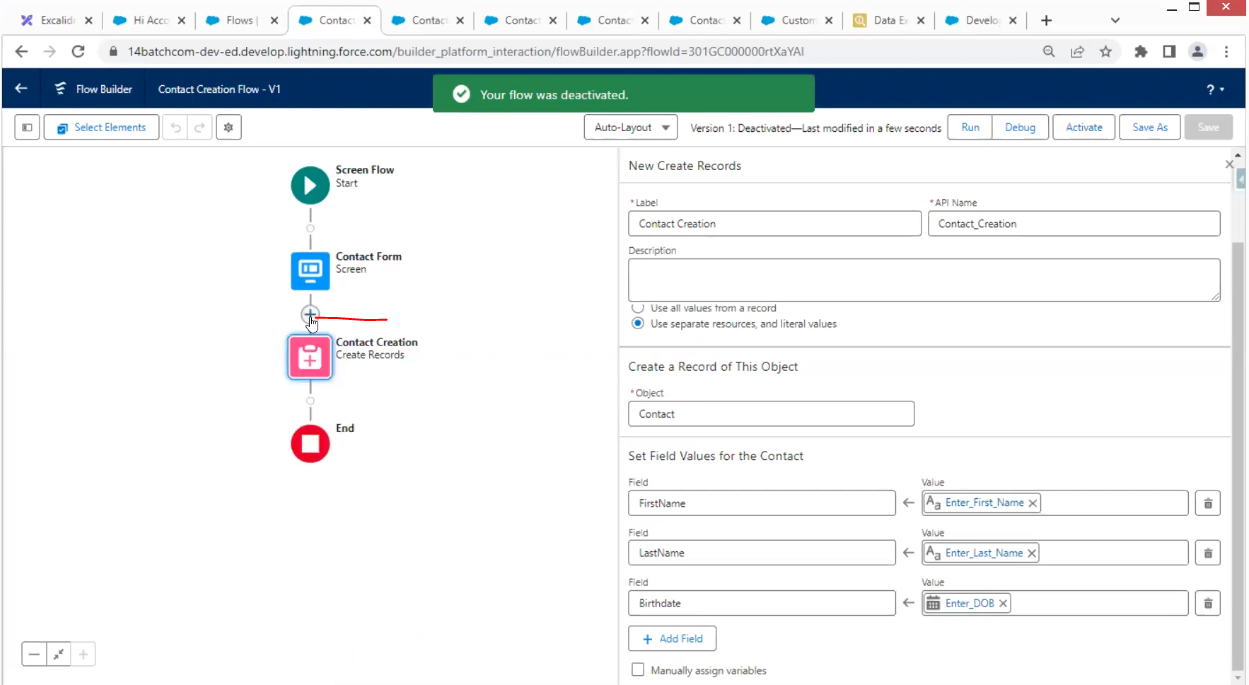 Excalid
Hi Acco
Flows |
Contac
Contac
Contac
Contac
Contac
Custom
Data E
Develo
14batchcom-dev-ed.develop.lightning.force.com/builder_platform_interaction/flowBuilder.app?flowId=301GC000000rtXaYAI
Flow Builder
Contact Creation Flow - V1
Your flow was deactivated.
?
Select Elements
Auto-Layout
Version 1: Deactivated—Last modified in a few seconds
Run
Debug
Activate
Save As
Save
Screen Flow
Start
Contact Form
Screen
Contact Creation
Create Records
End
New Create Records
*Label
*API Name
Contact Creation
Contact_Creation
Description
Use all values from a record
Use separate resources, and literal values
Create a Record of This Object
*Object
Contact
Set Field Values for the Contact
Field
Value
FirstName
Aa Enter_First_Name
Field
Value
LastName
Aa Enter_Last_Name
Field
Value
Birthdate
Enter_DOB
+ Add Field
Manually assign variables